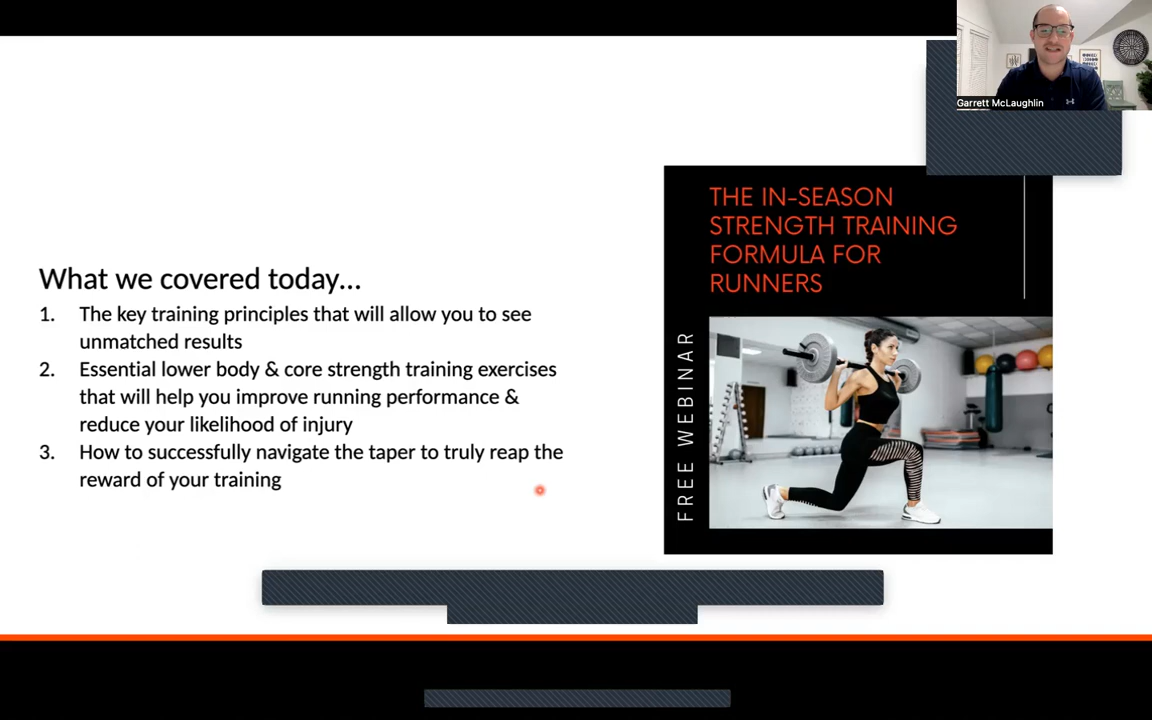 Garrett McLaughlin
THE IN-SEASON
STRENGTH TRAINING
FORMULA FOR
RUNNERS
FREE WEBINAR
What we covered today...
1. The key training principles that will allow you to see
unmatched results
2. Essential lower body & core strength training exercises
that will help you improve running performance &
reduce your likelihood of injury
3. How to successfully navigate the taper to truly reap the
reward of your training